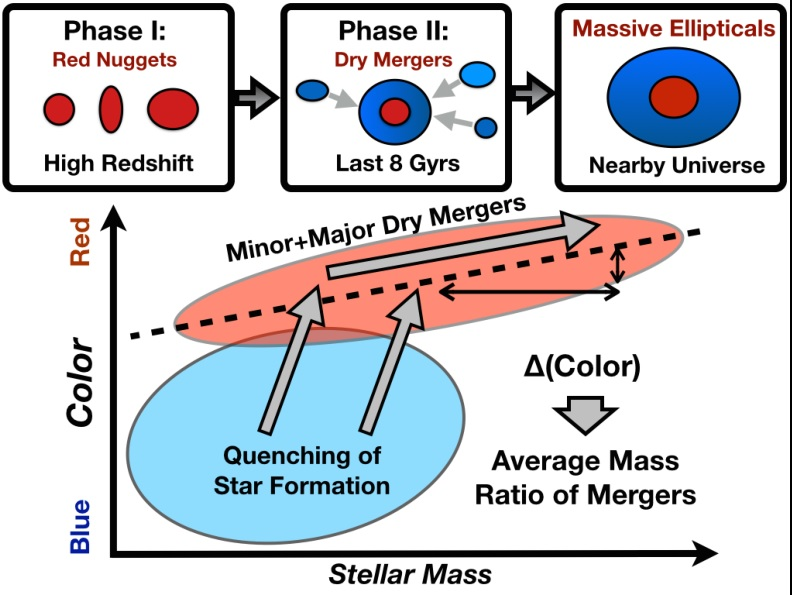 Phase I:
Red Nuggets
High Redshift
Phase II:
Dry Mergers
Last 8 Gyrs
Massive Ellipticals
Nearby Universe
Red
Color
Blue
Minor+Major Dry Mergers
Quenching of
Star Formation
Δ(Color)
Average Mass
Ratio of Mergers
Stellar Mass